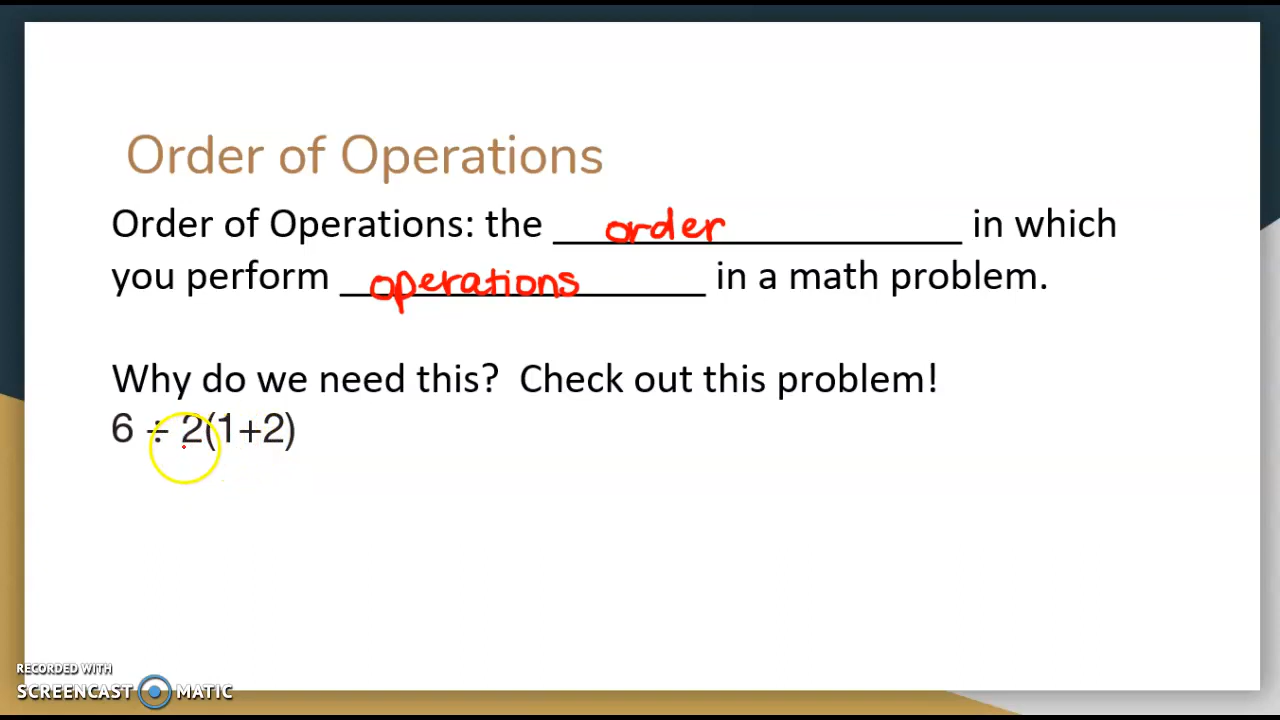 Order of Operations
Order of Operations: the order in which
you perform operations in a math problem.
Why do we need this?  Check out this problem!
6 ÷ 2(1+2)
RECORDED WITH
SCREENCAST MATIC